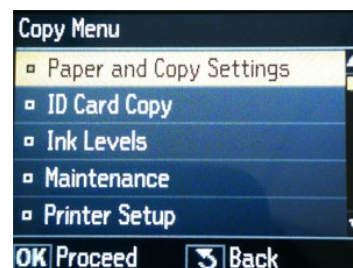 Copy Menu
Paper and Copy Settings
ID Card Copy
Ink Levels
Maintenance
Printer Setup
OK Proceed Back